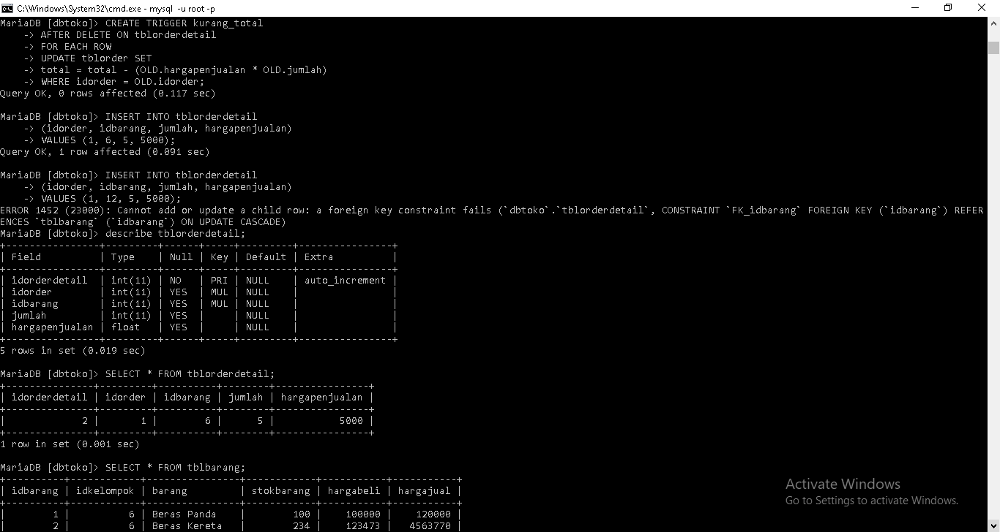 C:\Windows\System32\cmd.exe - mysql -u root -p
MariaDB [dbtoko]> CREATE TRIGGER kurang_total
    -> AFTER DELETE ON tblorderdetail
    -> FOR EACH ROW
    -> UPDATE tblorder SET
    -> total = total - (OLD.hargapenjualan * OLD.jumlah)
    -> WHERE idorder = OLD.idorder;
Query OK, 0 rows affected (0.117 sec)
MariaDB [dbtoko]> INSERT INTO tblorderdetail
    -> (idorder, idbarang, jumlah, hargapenjualan)
    -> VALUES (1, 6, 5, 5000);
Query OK, 1 row affected (0.091 sec)
MariaDB [dbtoko]> INSERT INTO tblorderdetail
    -> (idorder, idbarang, jumlah, hargapenjualan)
    -> VALUES (1, 12, 5, 5000);
ERROR 1452 (23000): Cannot add or update a child row: a foreign key constraint fails (`dbtoko`.`tblorderdetail`, CONSTRAINT `FK_idbarang` FOREIGN KEY (`idbarang`) REFER
ENCES `tblbarang` (`idbarang`) ON UPDATE CASCADE)
MariaDB [dbtoko]> describe tblorderdetail;
+----------------+---------+------+-----+---------+----------------+
| Field          | Type    | Null | Key | Default | Extra          |
+----------------+---------+------+-----+---------+----------------+
| idorderdetail  | int(11) | NO   | PRI | NULL    | auto_increment |
| idorder        | int(11) | YES  | MUL | NULL    |                |
| idbarang       | int(11) | YES  | MUL | NULL    |                |
| jumlah         | int(11) | YES  |     | NULL    |                |
| hargapenjualan | float   | YES  |     | NULL    |                |
+----------------+---------+------+-----+---------+----------------+
5 rows in set (0.019 sec)
MariaDB [dbtoko]> SELECT * FROM tblorderdetail;
+---------------+---------+----------+--------+----------------+
| idorderdetail | idorder | idbarang | jumlah | hargapenjualan |
+---------------+---------+----------+--------+----------------+
|             2 |       1 |        6 |      5 |           5000 |
+---------------+---------+----------+--------+----------------+
1 row in set (0.001 sec)
MariaDB [dbtoko]> SELECT * FROM tblbarang;
+----------+------------+----------------+------------+-----------+-----------+
| idbarang | idkelompok | barang         | stokbarang | hargabeli | hargajual |
+----------+------------+----------------+------------+-----------+-----------+
|        1 |          6 | Beras Panda    |        100 |    100000 |    120000 |
|        2 |          6 | Beras Kereta   |        234 |    123473 |   4563770 |
Activate Windows
Go to Settings to activate Windows.